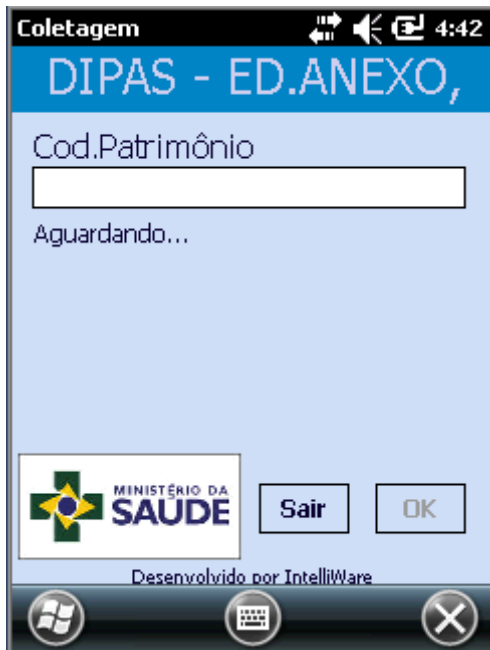 Coletagem 4:42
DIPAS - ED.ANEXO,
Cod.Patrimônio
Aguardando...
MINISTÉRIO DA
SAÚDE
Sair
OK
Desenvolvido por IntelliWare